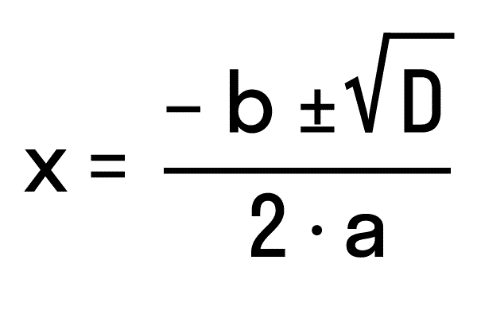 x = (- b ± √D) / (2 · a)